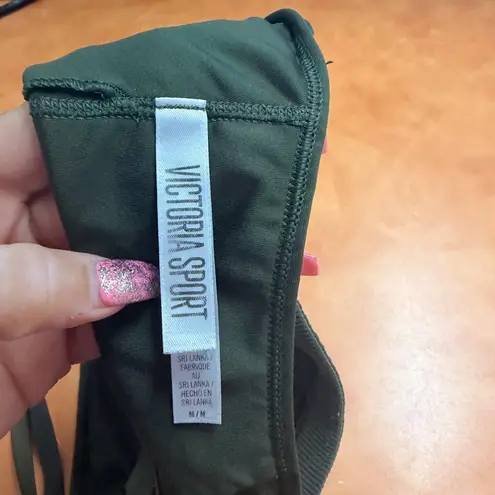 VICTORIA SPORT
SRI LANKA /
FABRIQUÉ
AU
SRI LANKA /
HECHO EN
SRI LANKA
M / M